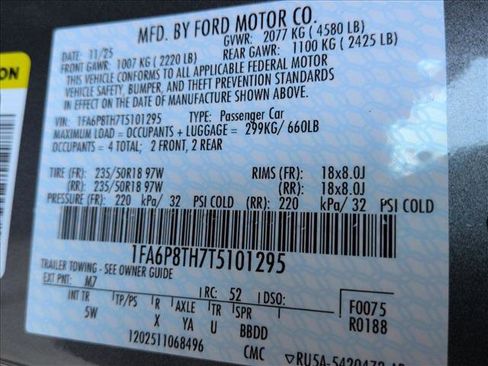 MFD. BY FORD MOTOR CO.
DATE: 11/25 GVWR: 2077 KG ( 4580 LB)
FRONT GAWR: 1007 KG ( 2220 LB) REAR GAWR: 1100 KG ( 2425 LB)
THIS VEHICLE CONFORMS TO ALL APPLICABLE FEDERAL MOTOR
VEHICLE SAFETY, BUMPER, AND THEFT PREVENTION STANDARDS
IN EFFECT ON THE DATE OF MANUFACTURE SHOWN ABOVE.
VIN: 1FA6P8TH7T5101295 TYPE: Passenger Car
MAXIMUM LOAD = OCCUPANTS + LUGGAGE = 299KG/ 660LB
OCCUPANTS = 4 TOTAL; 2 FRONT, 2 REAR
TIRE (FR): 235/50R18 97W RIMS (FR): 18x8.0J
(RR): 235/50R18 97W (RR): 18x8.0J
PRESSURE (FR): 220 kPa/ 32 PSI COLD (RR): 220 kPa/ 32 PSI COLD
1FA6P8TH7T5101295
TRAILER TOWING - SEE OWNER GUIDE
EXT PNT: M7 RC: 52 DSO: F0075
INT TR TP/PS R AXLE TR SPR R0188
5W X YA U BBDD
1202511068496 CMC